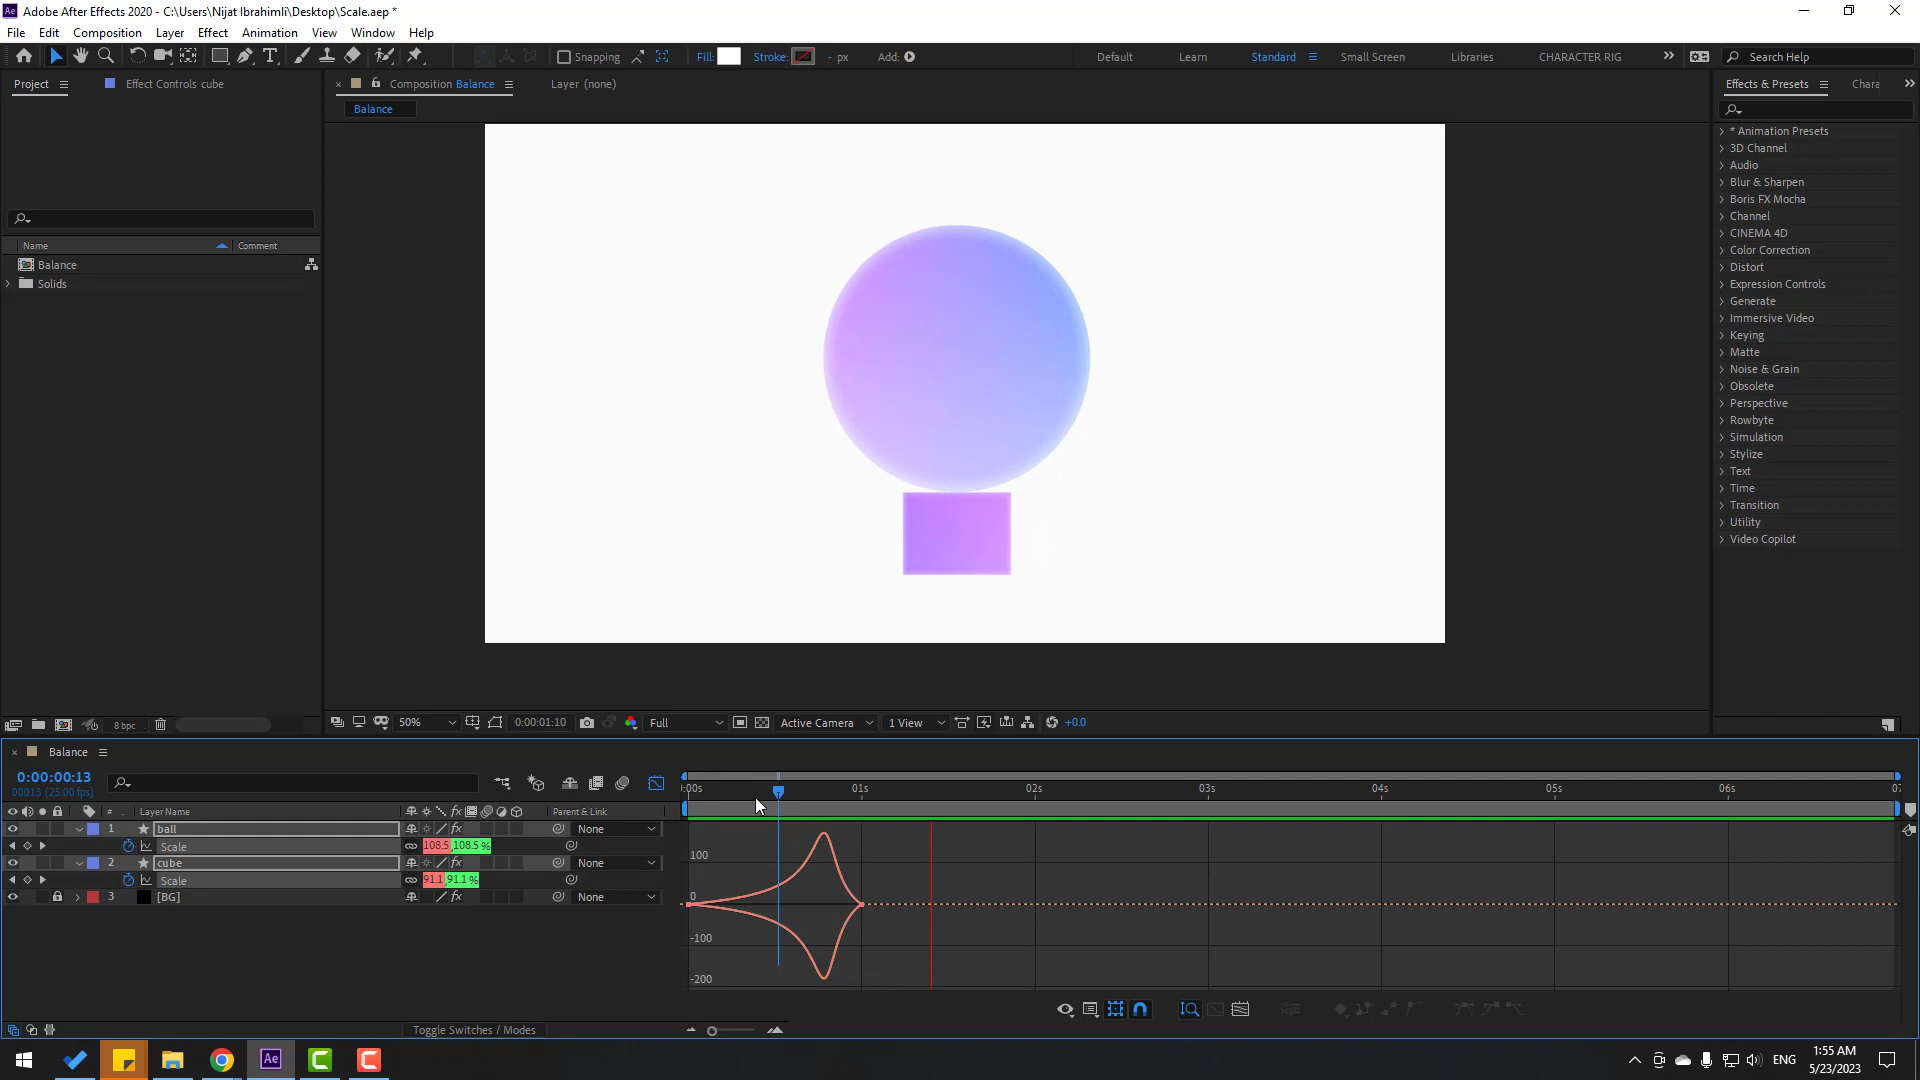 Adobe After Effects 2020 - C:\Users\Nijat Ibrahimli\Desktop\Scale.aep *
File Edit Composition Layer Effect Animation View Window Help
Snapping Fill: Stroke: - px Add: Default Learn Standard Small Screen Libraries CHARACTER RIG Search Help
Project Effect Controls cube Composition Balance Layer (none) Effects & Presets Chara
Balance
* Animation Presets
3D Channel
Audio
Blur & Sharpen
Boris FX Mocha
Channel
CINEMA 4D
Color Correction
Distort
Expression Controls
Generate
Immersive Video
Keying
Matte
Noise & Grain
Obsolete
Perspective
Rowbyte
Simulation
Stylize
Text
Time
Transition
Utility
Video Copilot
Name Comment
Balance
Solids
8 bpc 50% 0:00:01:10 Full Active Camera 1 View +0.0
Balance
0:00:00:13
00013 (25.00 fps)
:00s 01s 02s 03s 04s 05s 06s 07
# Layer Name Parent & Link
1 ball None
Scale 108.5,108.5 %
2 cube None
Scale 91.1,91.1 %
3 [BG] None
100
0
-100
-200
Toggle Switches / Modes
ENG 1:55 AM
5/23/2023